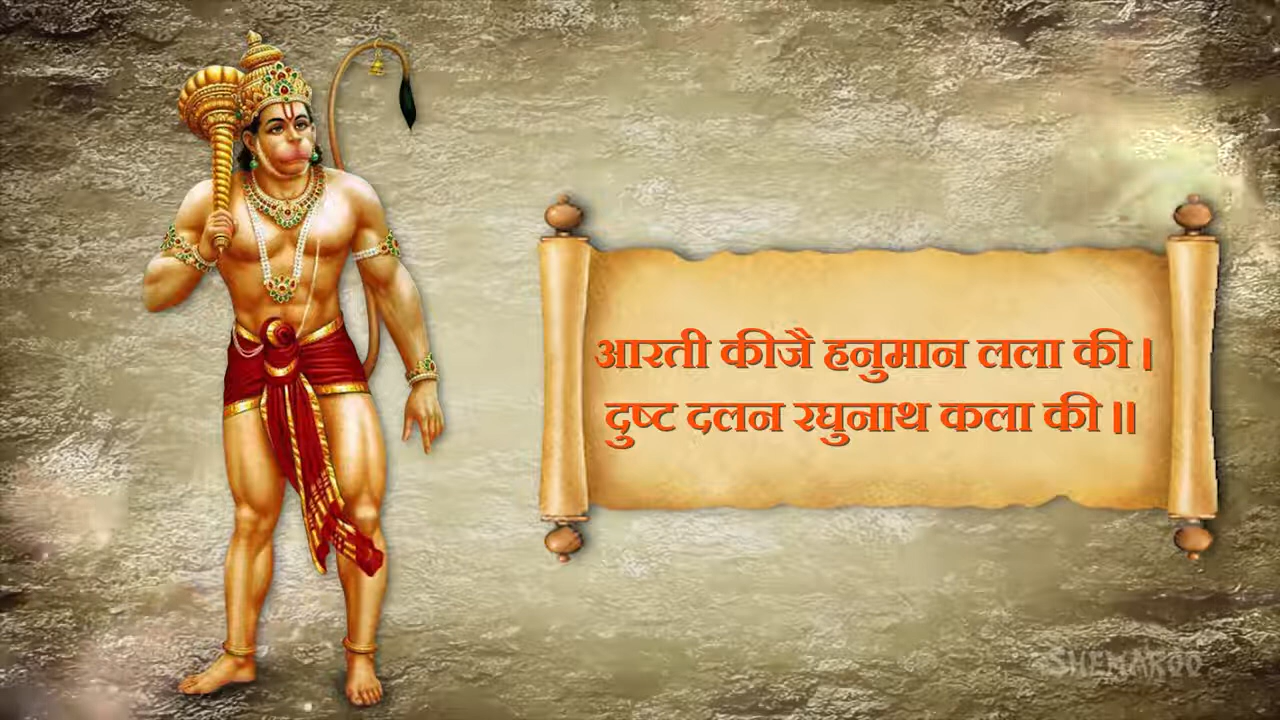 आरती कीजै हनुमान लला की।
दुष्ट दलन रघुनाथ कला की॥
SHEMAROO